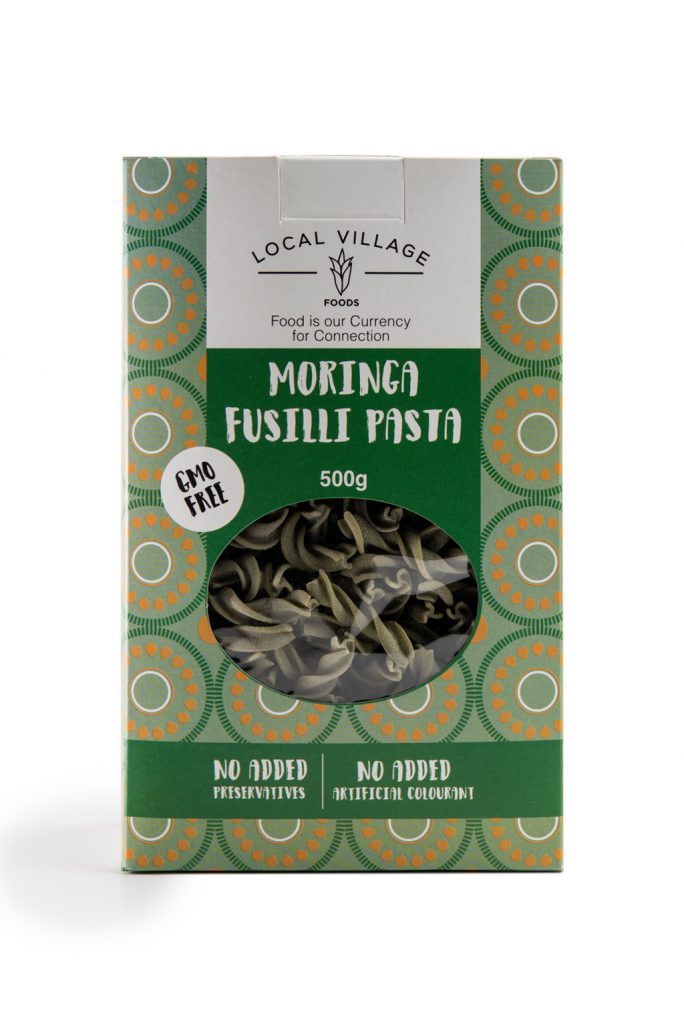 LOCAL VILLAGE
FOODS
Food is our Currency
for Connection
MORINGA
FUSILLI PASTA
500g
GMO
FREE
NO ADDED
PRESERVATIVES
NO ADDED
ARTIFICIAL COLOURANT